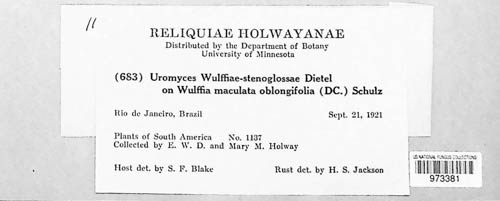 11
RELIQUIAE HOLWAYANAE
Distributed by the Department of Botany
University of Minnesota
(683) Uromyces Wulffiae-stenoglossae Dietel
on Wulffia maculata oblongifolia (DC.) Schulz
Rio de Janeiro, Brazil Sept. 21, 1921
Plants of South America No. 1137
Collected by E. W. D. and Mary M. Holway
Host det. by S. F. Blake Rust det. by H. S. Jackson
US NATIONAL FUNGUS COLLECTIONS
973381